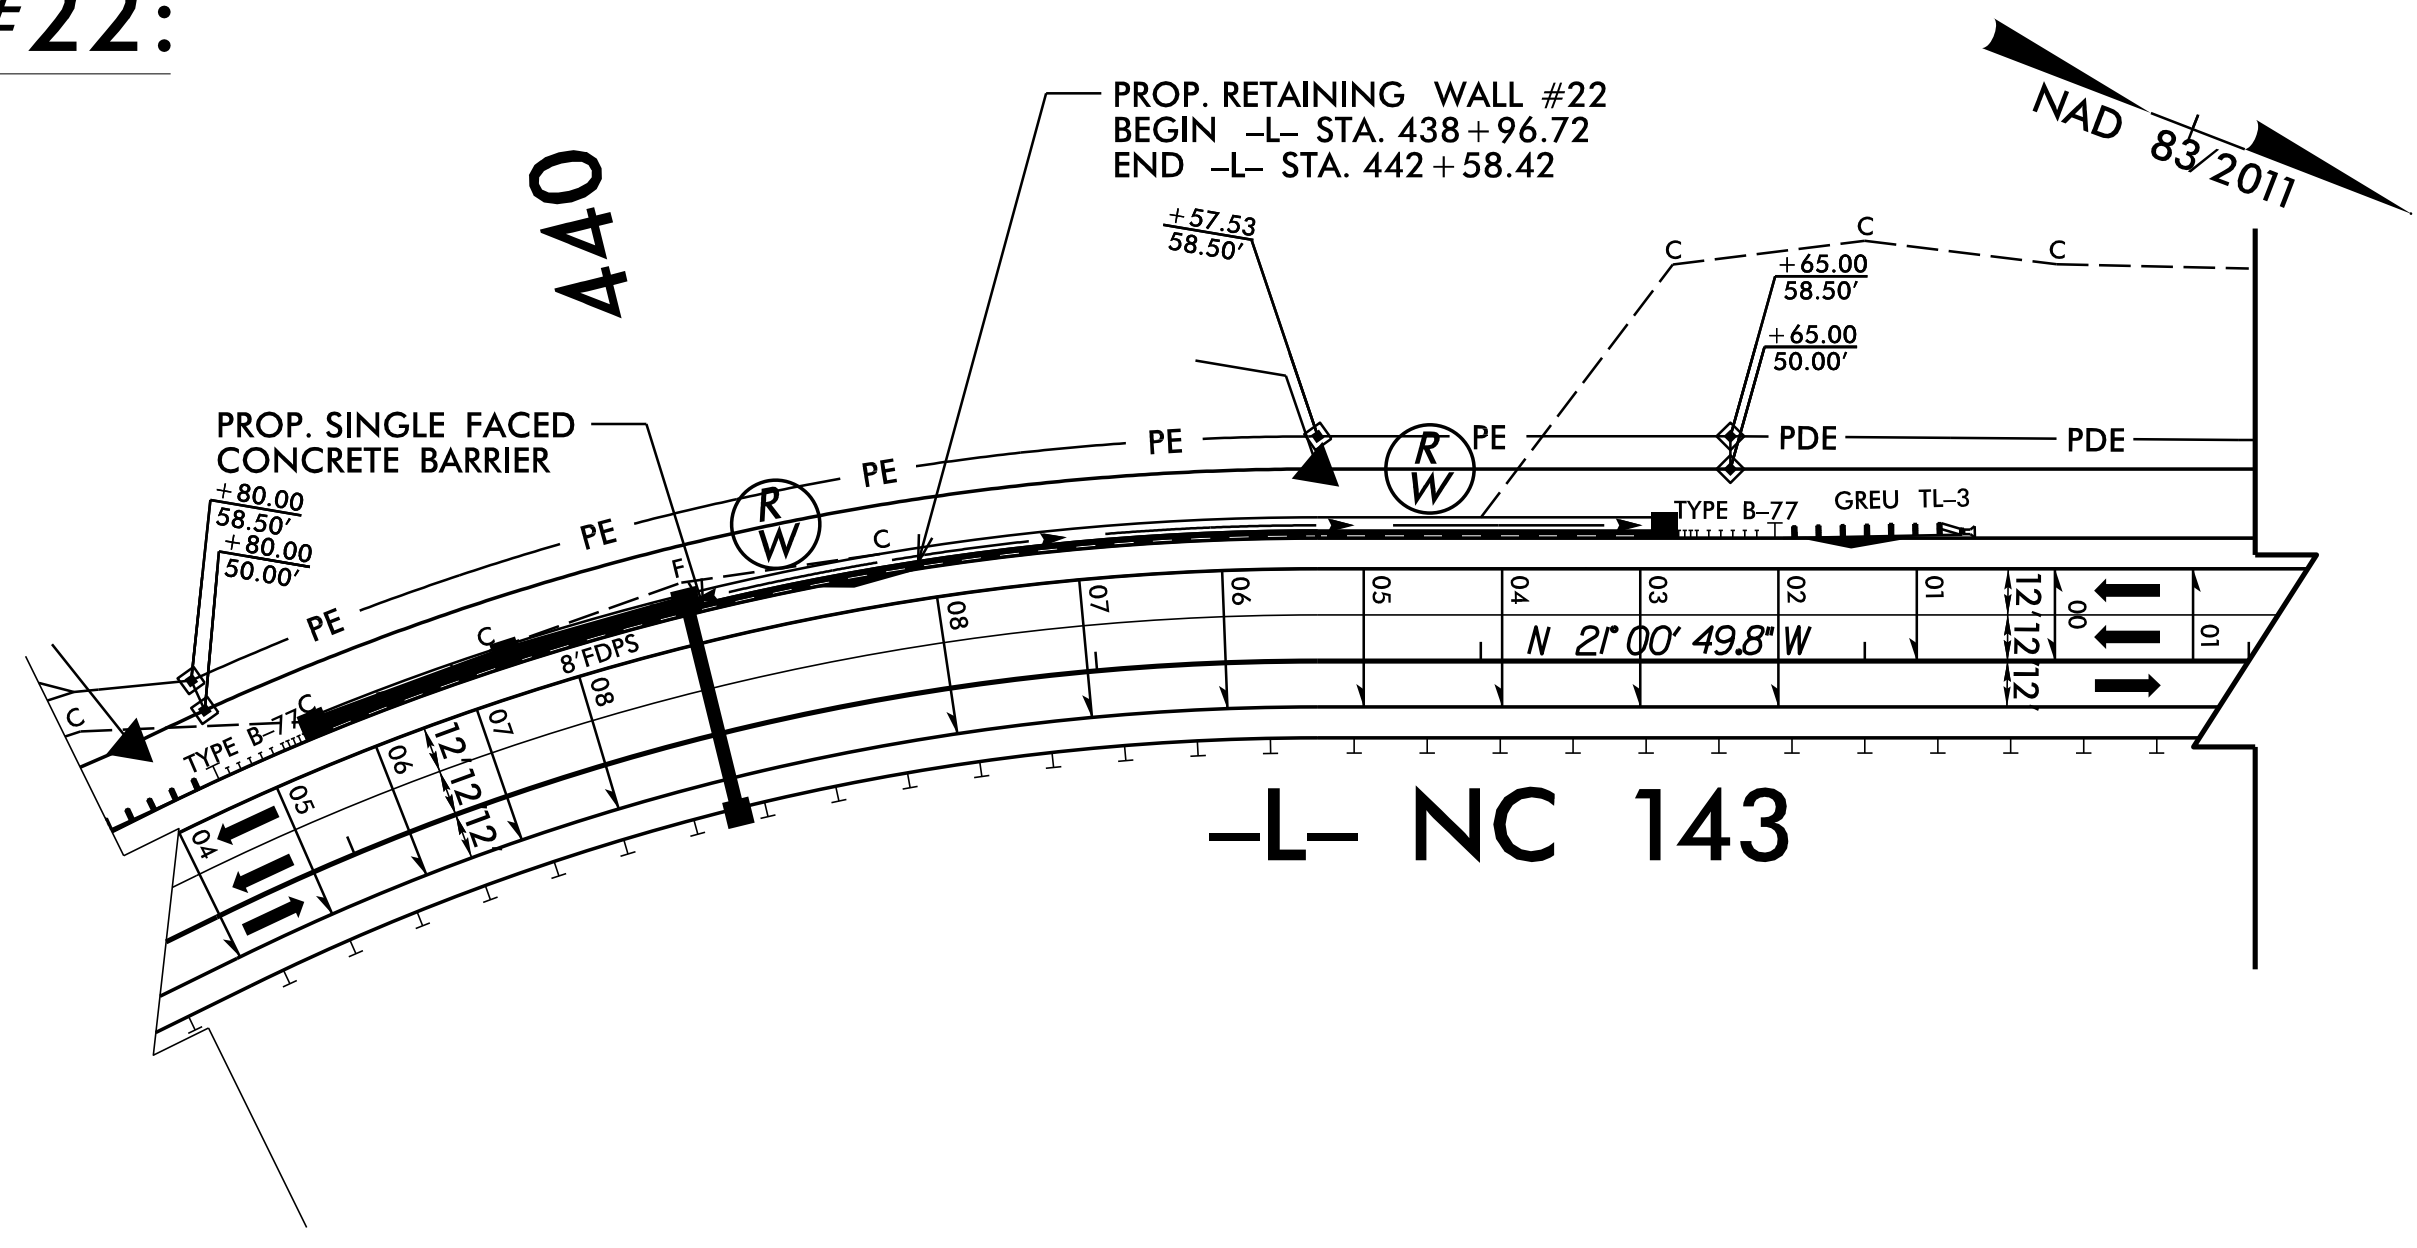 #22:
PROP. RETAINING WALL #22
BEGIN -L- STA. 438+96.72
END -L- STA. 442+58.42
NAD 83/2011
440
+57.53
58.50'
C
C
C
+65.00
58.50'
+65.00
50.00'
PROP. SINGLE FACED
CONCRETE BARRIER
+80.00
58.50'
+80.00
50.00'
PE
PE
PE
PE
PE
PDE
PDE
R
W
R
W
TYPE B-77
GREU TL-3
F
C
C
C
C
TYPE B-77
8'FDPS
04
05
06
07
08
08
07
06
05
04
03
02
01
00
01
12'
12'
12'
12'
12'
12'
N 21° 00' 49.8" W
-L- NC 143